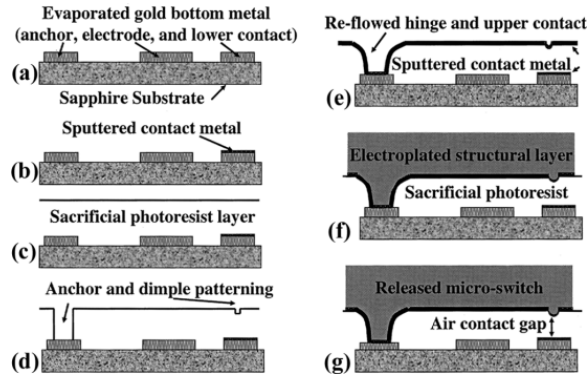 Evaporated gold bottom metal
(anchor, electrode, and lower contact)
(a)
Sapphire Substrate
Sputtered contact metal
(b)
Sacrificial photoresist layer
(c)
Anchor and dimple patterning
(d)
Re-flowed hinge and upper contact
Sputtered contact metal
(e)
Electroplated structural layer
Sacrificial photoresist
(f)
Released micro-switch
Air contact gap
(g)